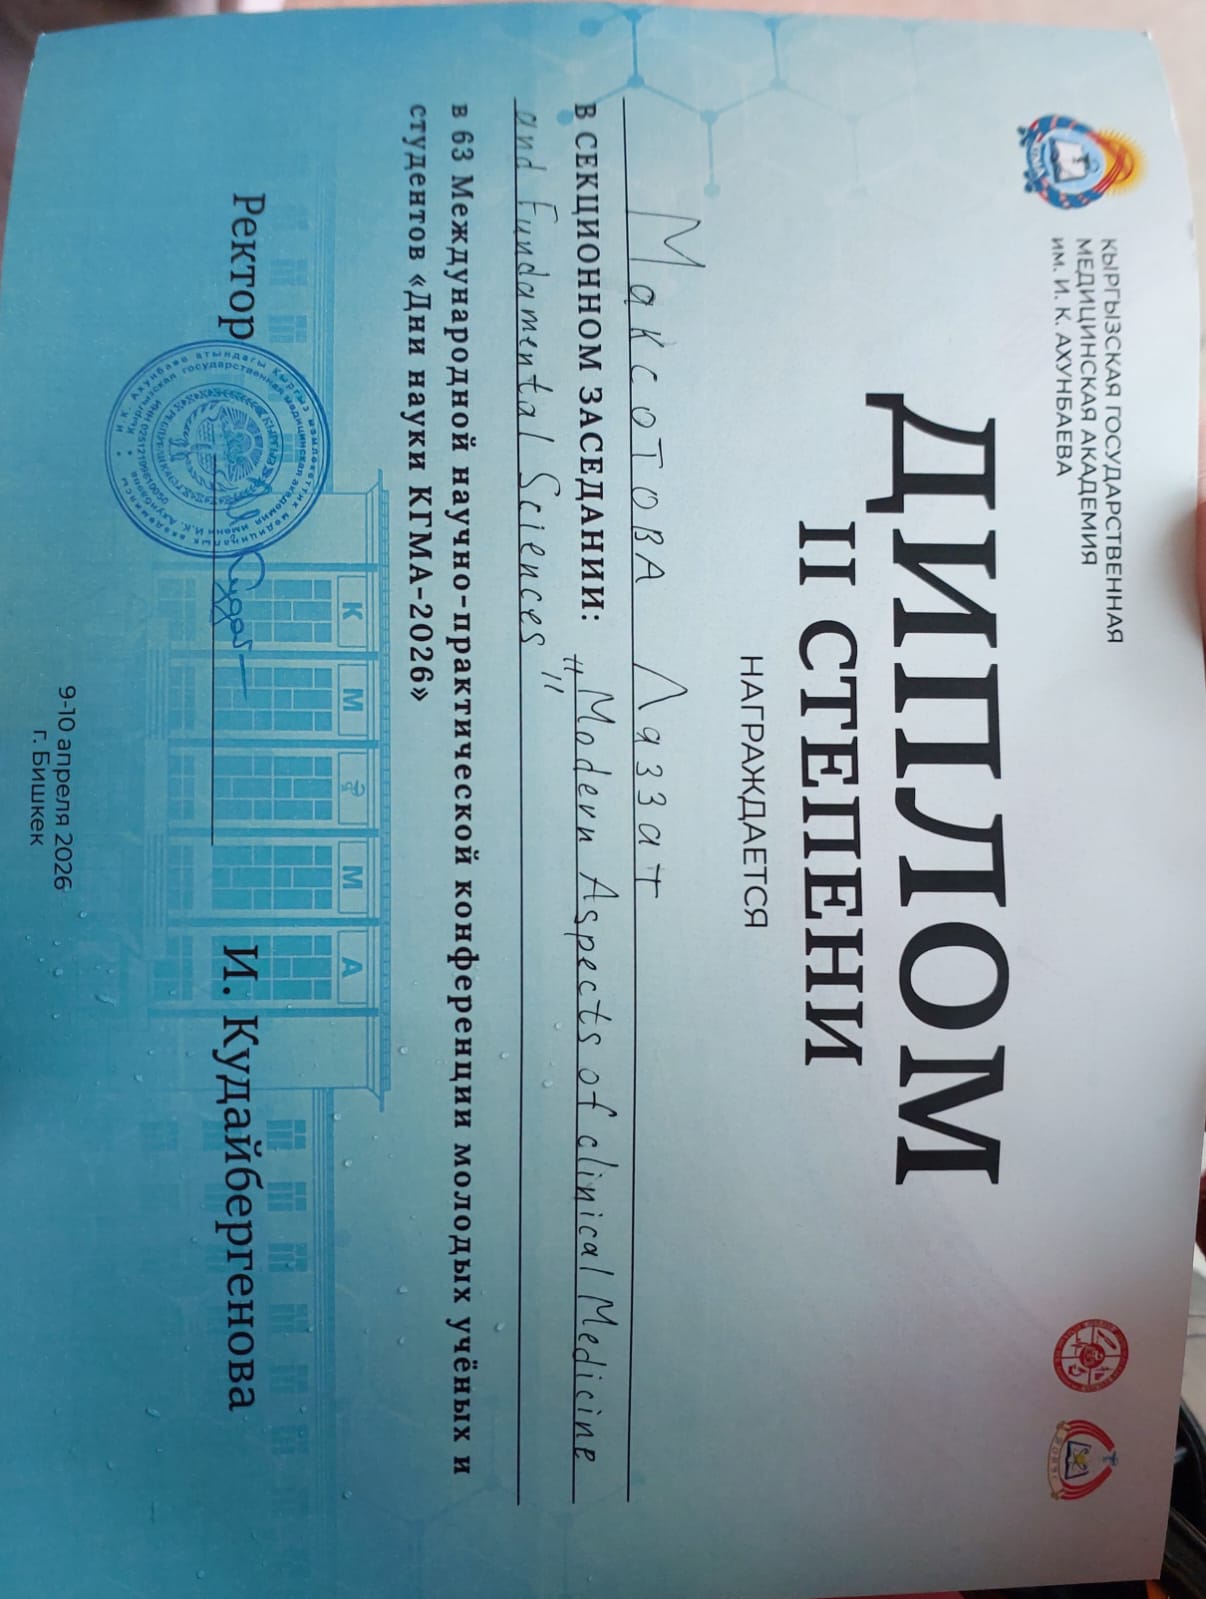 КЫРГЫЗСКАЯ ГОСУДАРСТВЕННАЯ
МЕДИЦИНСКАЯ АКАДЕМИЯ
им. И. К. АХУНБАЕВА
ДИПЛОМ
II СТЕПЕНИ
НАГРАЖДАЕТСЯ
Максотова Лаззат
В СЕКЦИОННОМ ЗАСЕДАНИИ: "Modern Aspects of clinical Medicine
and Fundamental Sciences"
в 63 Международной научно-практической конференции молодых учёных и
студентов «Дни науки КГМА-2026»
К М М А
Ректор И. Кудайбергенова
9-10 апреля 2026
г. Бишкек